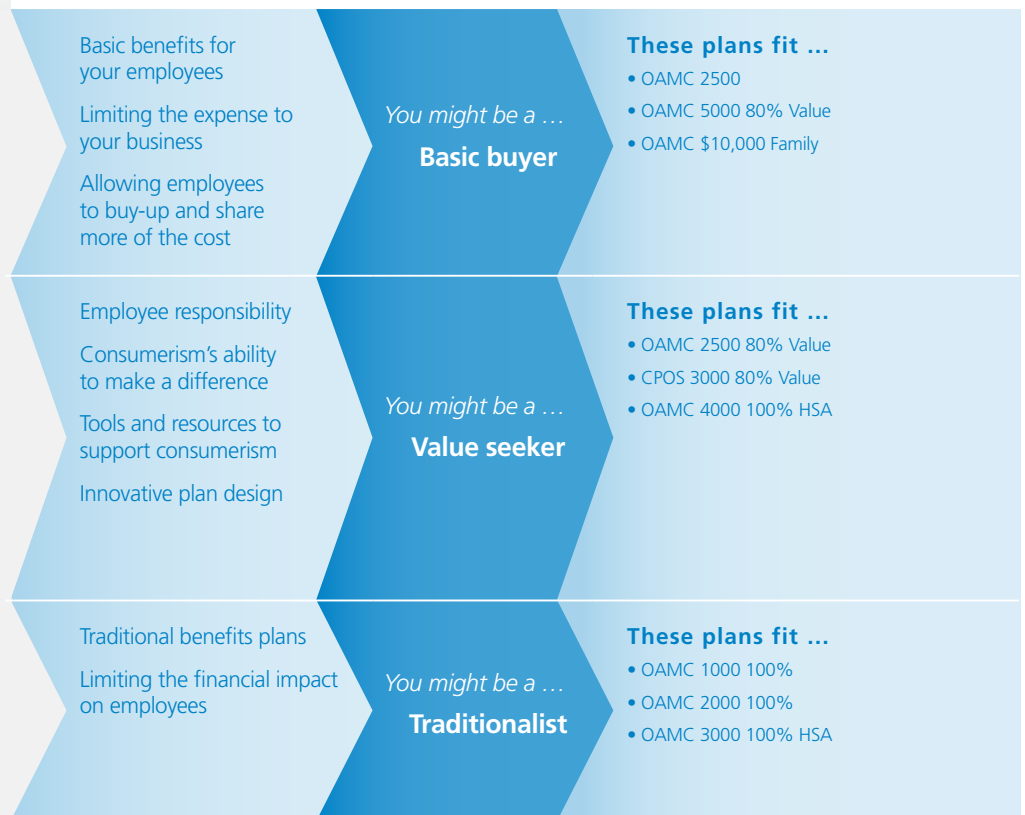 Basic benefits for
your employees
Limiting the expense to
your business
Allowing employees
to buy-up and share
more of the cost
You might be a …
Basic buyer
These plans fit …
• OAMC 2500
• OAMC 5000 80% Value
• OAMC $10,000 Family
Employee responsibility
Consumerism’s ability
to make a difference
Tools and resources to
support consumerism
Innovative plan design
You might be a …
Value seeker
These plans fit …
• OAMC 2500 80% Value
• CPOS 3000 80% Value
• OAMC 4000 100% HSA
Traditional benefits plans
Limiting the financial impact
on employees
You might be a …
Traditionalist
These plans fit …
• OAMC 1000 100%
• OAMC 2000 100%
• OAMC 3000 100% HSA